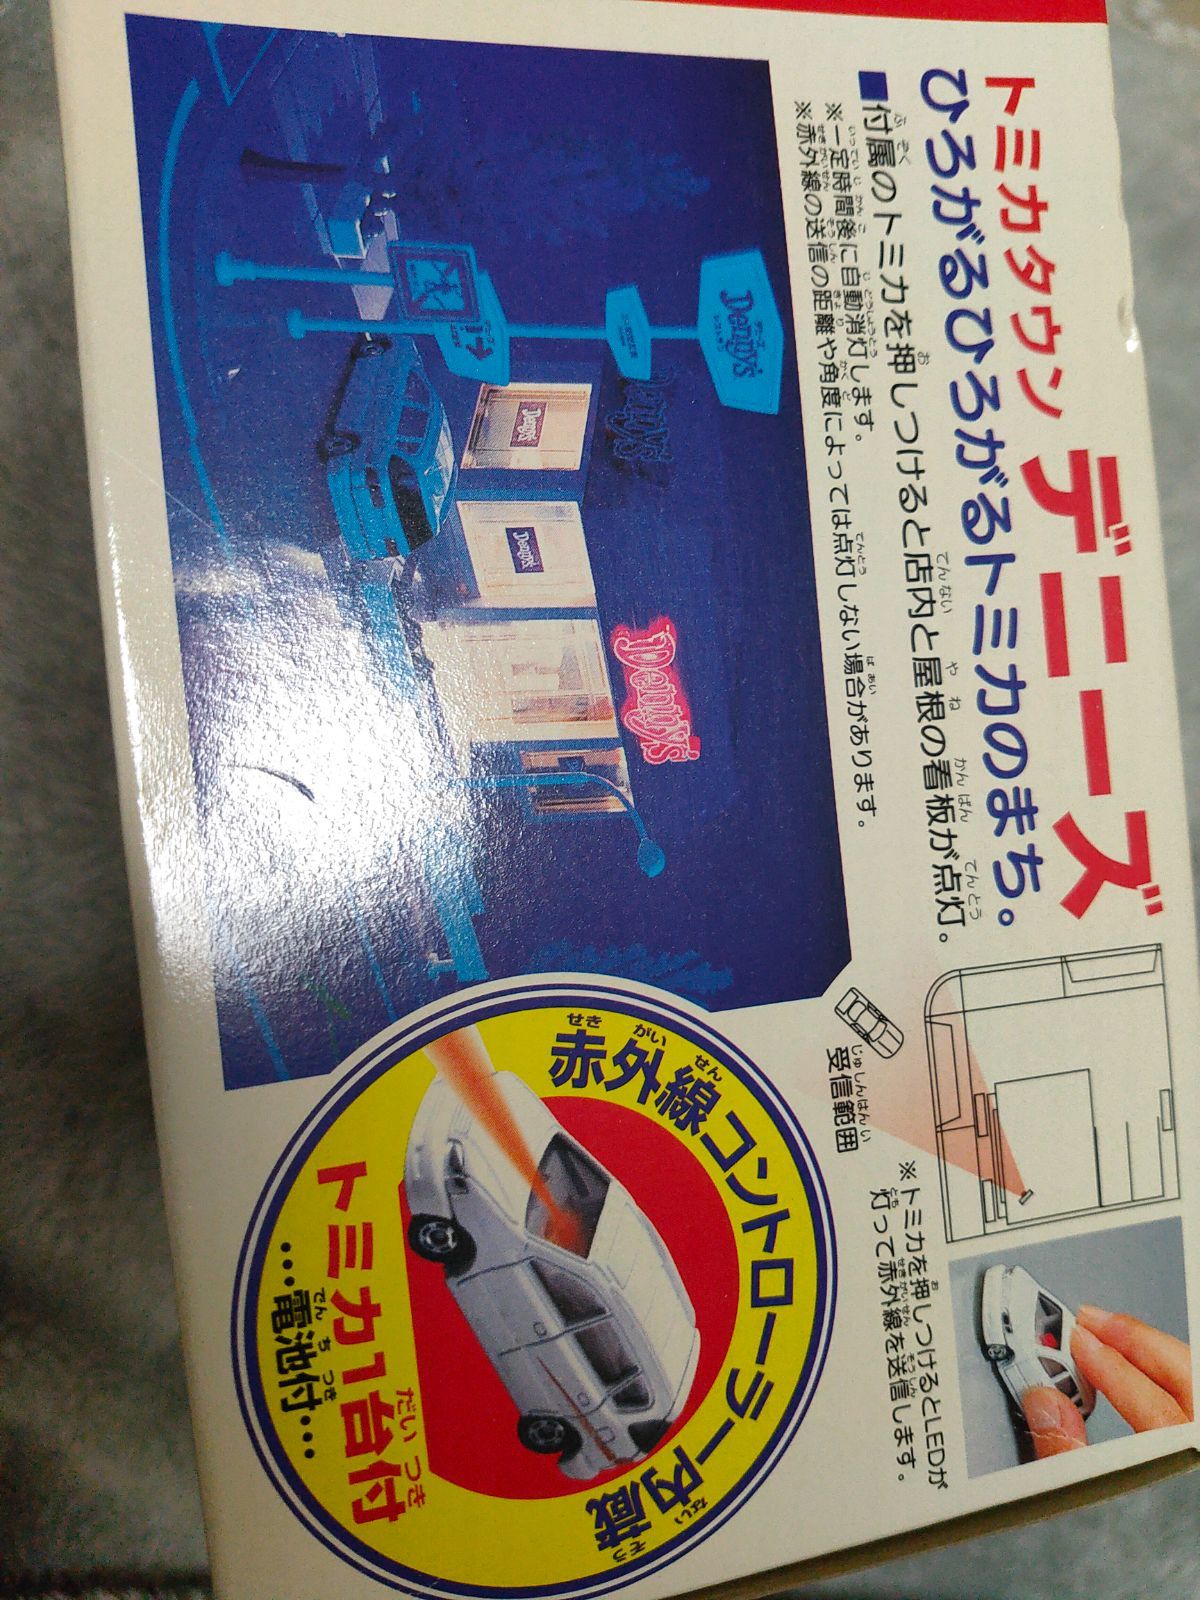 トミカタウン デニーズ
ひろがるひろがるトミカのまち。
■付属のトミカを押しつけると店内と屋根の看板が点灯。
※一定時間後に自動消灯します。
※赤外線の送信の距離や角度によっては点灯しない場合があります。
Denny's
Denny's
Denny's
Denny's
Denny's
受信範囲
※トミカを押しつけるとLEDが
灯って赤外線を送信します。
赤外線コントローラー内蔵
トミカ1台付
…電池付…